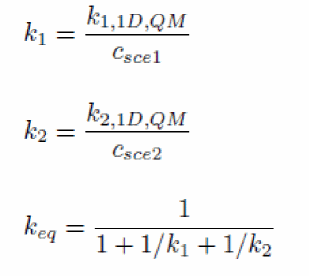 k_1 = \frac{k_{1,1D,QM}}{c_{sce1}}
k_2 = \frac{k_{2,1D,QM}}{c_{sce2}}
k_{eq} = \frac{1}{1 + 1/k_1 + 1/k_2}